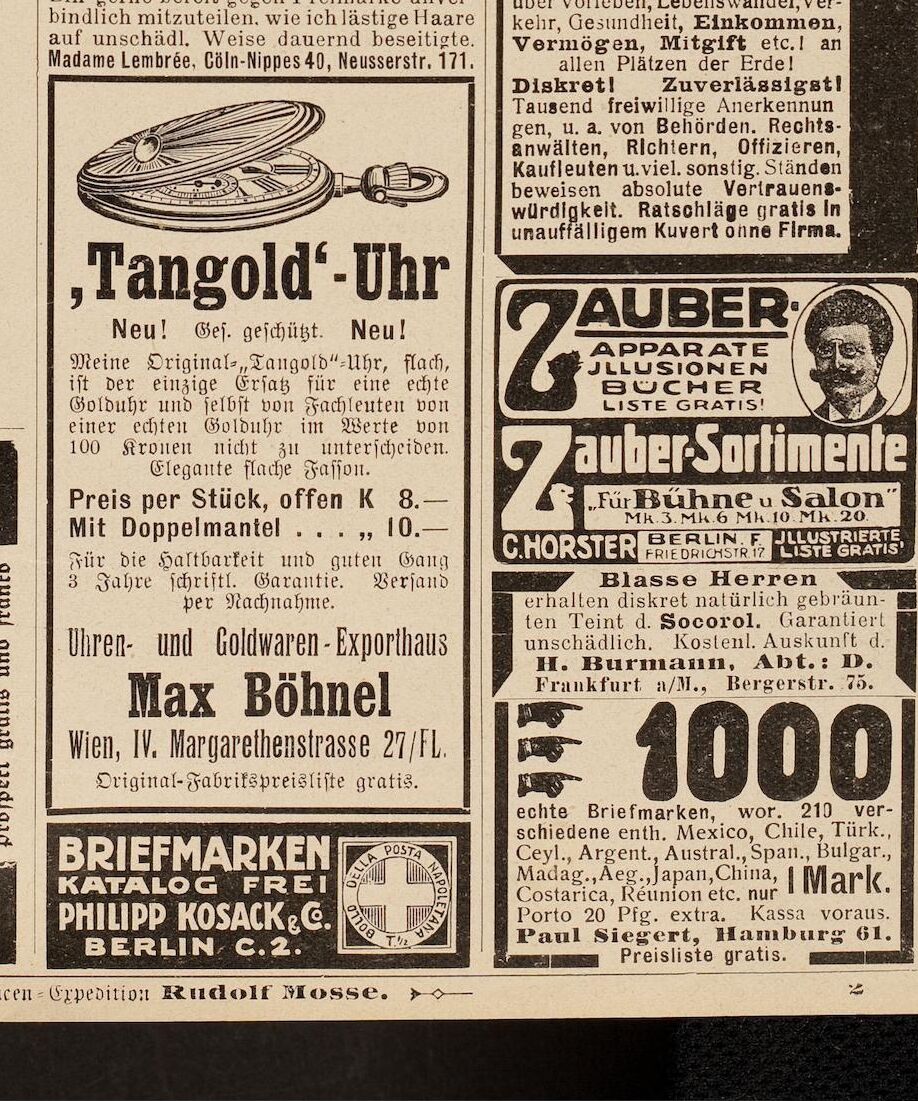 bindlich mitzuteilen, wie ich lästige Haare
auf unschädl. Weise dauernd beseitigte.
Madame Lembrée, Cöln-Nippes 40, Neusserstr. 171.
‚Tangold‘-Uhr
Neu! Ges. geschützt. Neu!
Meine Original-„Tangold“-Uhr, flach,
ist der einzige Ersatz für eine echte
Golduhr und selbst von Fachleuten von
einer echten Golduhr im Werte von
100 Kronen nicht zu unterscheiden.
Elegante flache Fasson.
Preis per Stück, offen K 8.—
Mit Doppelmantel . . . „ 10.—
Für die Haltbarkeit und guten Gang
3 Jahre schriftl. Garantie. Versand
per Nachnahme.
Uhren- und Goldwaren-Exporthaus
Max Böhnel
Wien, IV. Margarethenstrasse 27/FL.
Original-Fabrikspreisliste gratis.
BRIEFMARKEN
KATALOG FREI
PHILIPP KOSACK & Co.
BERLIN C. 2.
BOLLO DELLA POSTA NAPOLETANA
T. 1/2
kehr, Gesundheit, Einkommen,
Vermögen, Mitgift etc.! an
allen Plätzen der Erde!
Diskret! Zuverlässigst!
Tausend freiwillige Anerkennun
gen, u. a. von Behörden. Rechts-
anwälten, Richtern, Offizieren,
Kaufleuten u. viel. sonstig. Ständen
beweisen absolute Vertrauens-
würdigkeit. Ratschläge gratis in
unauffälligem Kuvert ohne Firma.
ZAUBER-
APPARATE
JLLUSIONEN
BÜCHER
LISTE GRATIS!
Zauber-Sortimente
„Für Bühne u Salon“
Mk. 3. Mk. 6 Mk. 10. Mk. 20.
C. HORSTER BERLIN. F. JLLUSTRIERTE
FRIEDRICHSTR. 17 LISTE GRATIS!
Blasse Herren
erhalten diskret natürlich gebräun-
ten Teint d. Socorol. Garantiert
unschädlich. Kostenl. Auskunft d.
H. Burmann, Abt.: D.
Frankfurt a/M., Bergerstr. 75.
1000
echte Briefmarken, wor. 210 ver-
schiedene enth. Mexico, Chile, Türk.,
Ceyl., Argent., Austral., Span., Bulgar.,
Madag., Aeg., Japan, China,
Costarica, Réunion etc. nur 1 Mark.
Porto 20 Pfg. extra. Kassa voraus.
Paul Siegert, Hamburg 61.
Preisliste gratis.
Expedition Rudolf Mosse.
2